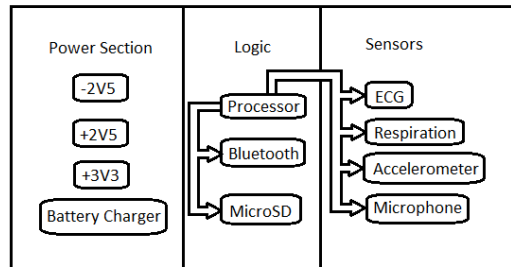 Power Section
-2V5
+2V5
+3V3
Battery Charger
Logic
Processor
Bluetooth
MicroSD
Sensors
ECG
Respiration
Accelerometer
Microphone